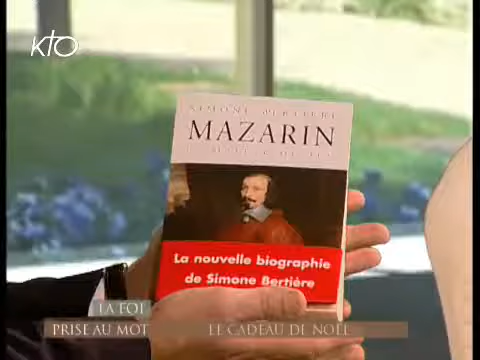 KTO
SIMONE BERTIÈRE
MAZARIN
La nouvelle biographie
de Simone Bertière
LA FOI
PRISE AU MOT
LE CADEAU DE NOËL